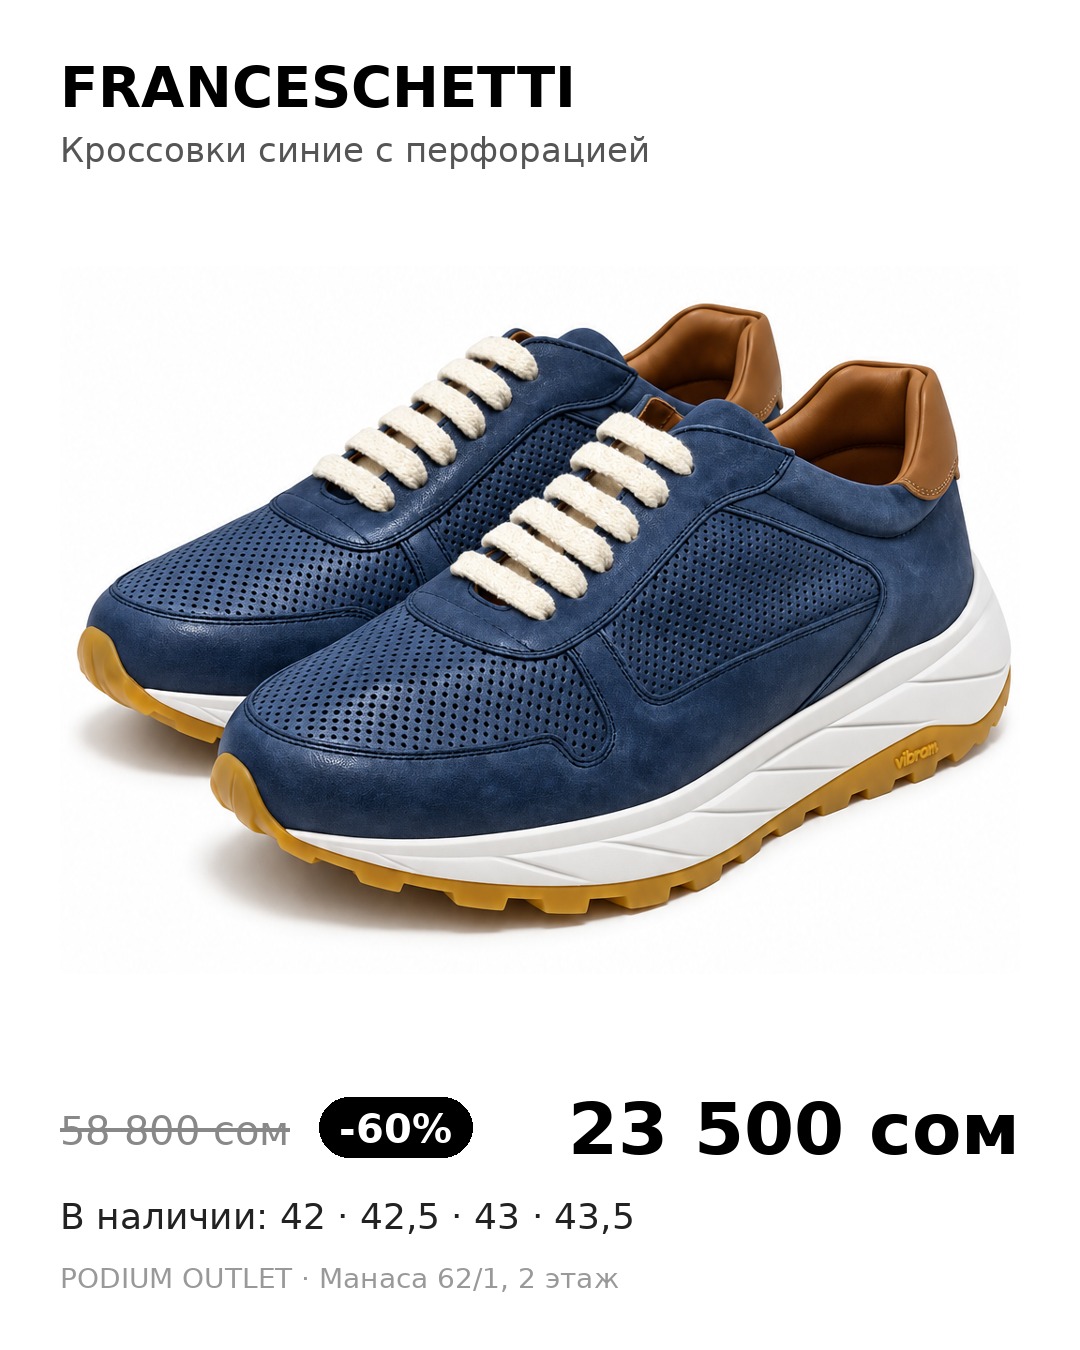 FRANCESCHETTI
Кроссовки синие с перфорацией
vibram
58 800 сом -60% 23 500 сом
В наличии: 42 · 42,5 · 43 · 43,5
PODIUM OUTLET · Манаса 62/1, 2 этаж